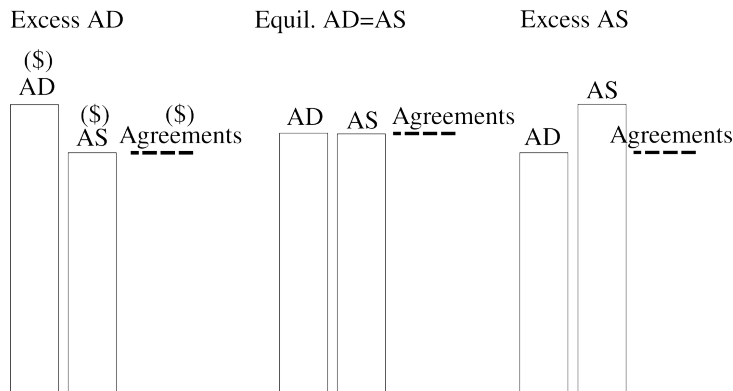 Excess AD
($)
AD
($)
AS
($)
Agreements
Equil. AD=AS
AD
AS
Agreements
Excess AS
AD
AS
Agreements